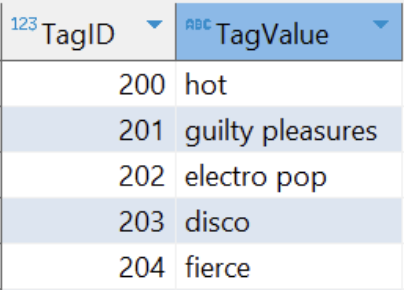 123 TagID ABC TagValue
200 hot
201 guilty pleasures
202 electro pop
203 disco
204 fierce